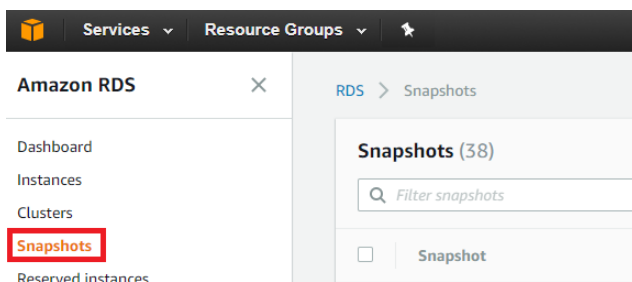 Services Resource Groups
Amazon RDS
Dashboard
Instances
Clusters
Snapshots
Reserved instances
RDS > Snapshots
Snapshots (38)
Filter snapshots
Snapshot